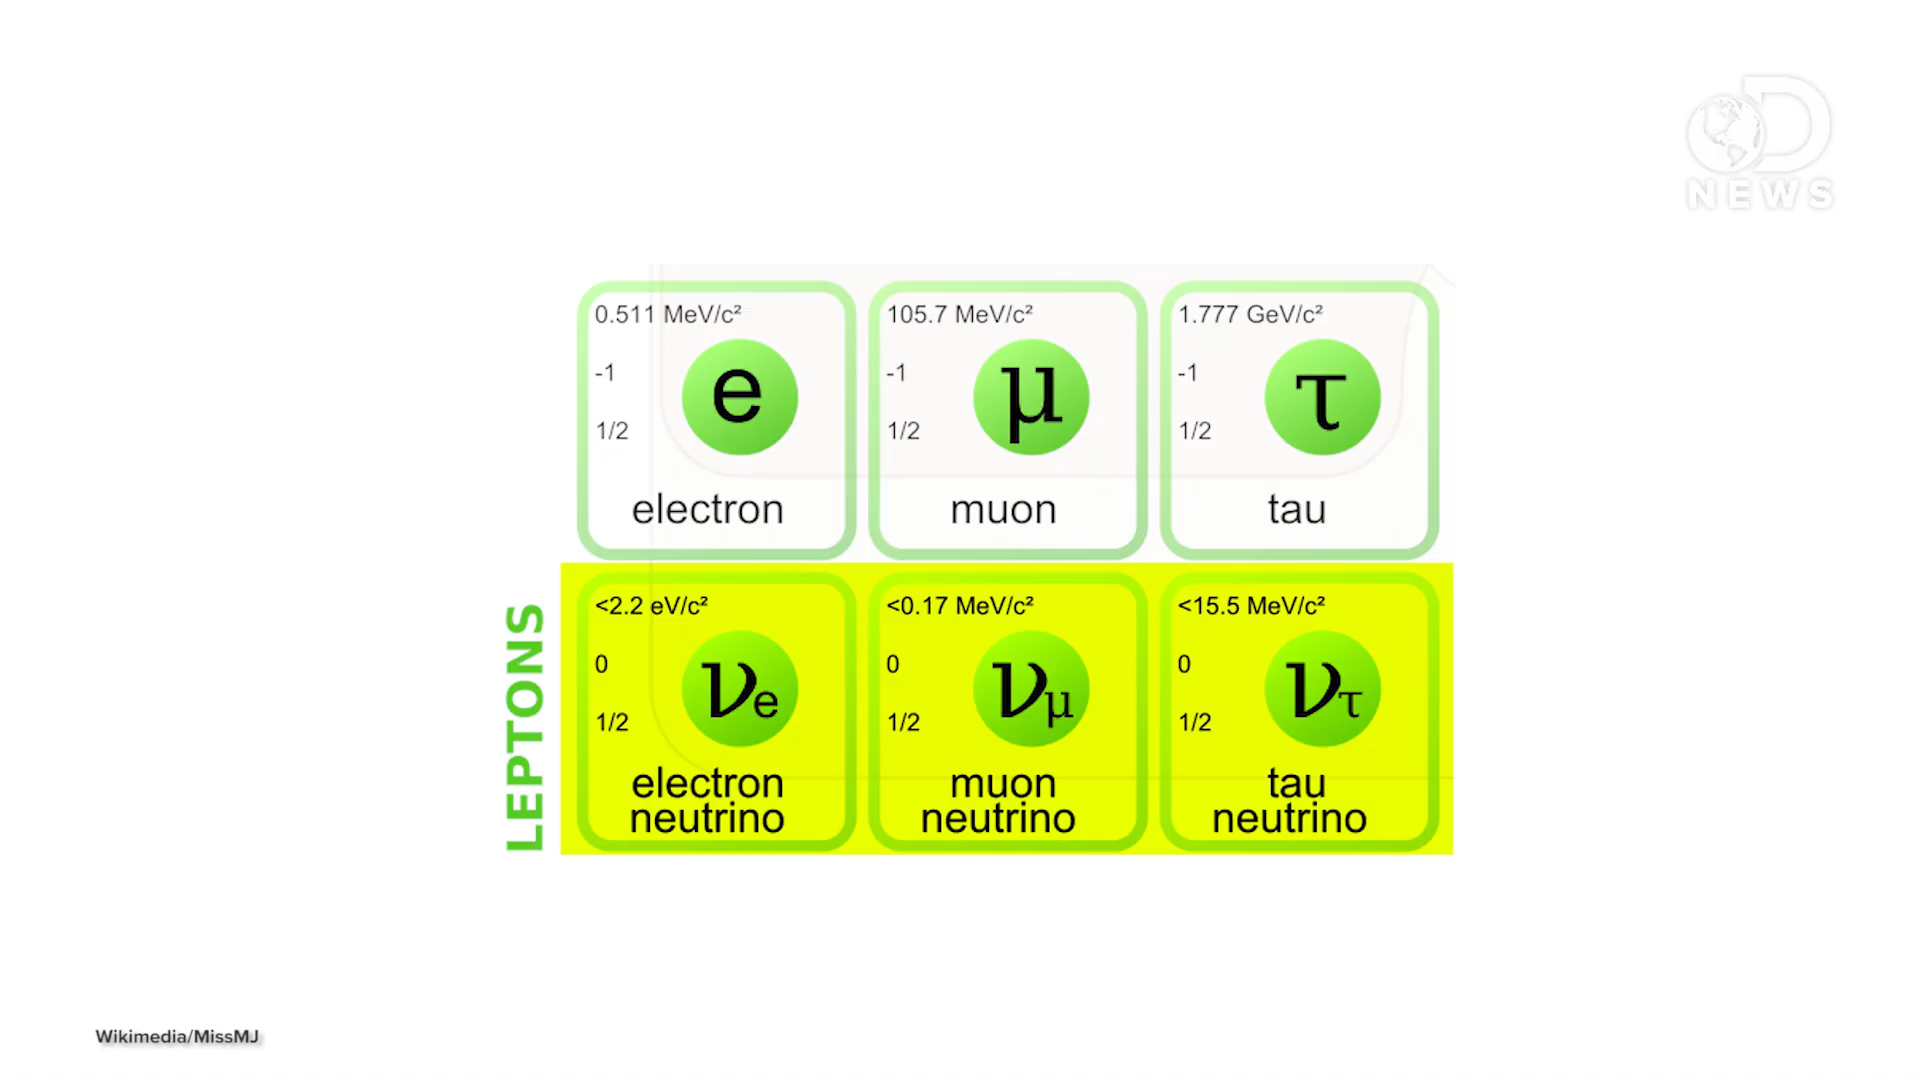 D
NEWS
0.511 MeV/c²
-1
1/2
e
electron
105.7 MeV/c²
-1
1/2
μ
muon
1.777 GeV/c²
-1
1/2
τ
tau
LEPTONS
<2.2 eV/c²
0
1/2
νe
electron
neutrino
<0.17 MeV/c²
0
1/2
νμ
muon
neutrino
<15.5 MeV/c²
0
1/2
ντ
tau
neutrino
Wikimedia/MissMJ